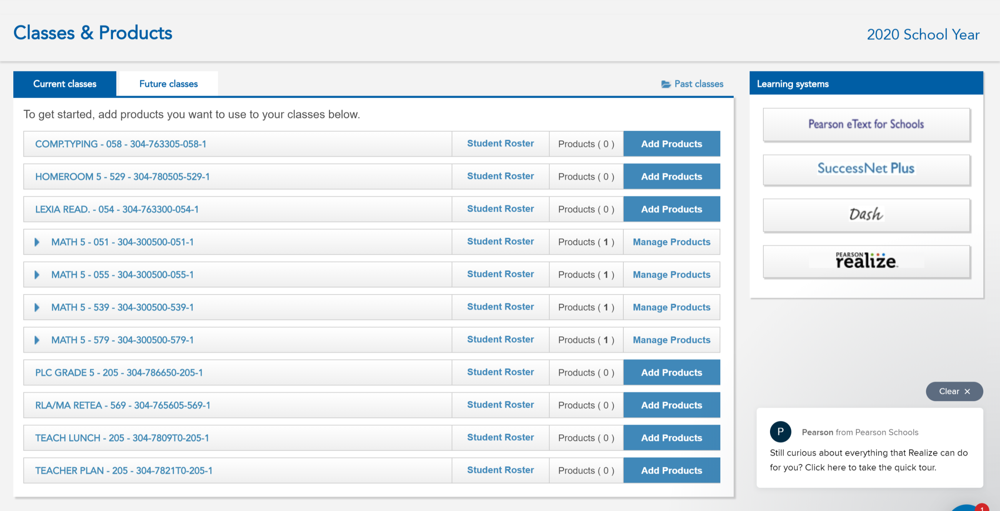 Classes & Products
2020 School Year
Current classes
Future classes
Past classes
To get started, add products you want to use to your classes below.
COMP.TYPING - 058 - 304-763305-058-1 Student Roster Products ( 0 ) Add Products
HOMEROOM 5 - 529 - 304-780505-529-1 Student Roster Products ( 0 ) Add Products
LEXIA READ. - 054 - 304-763300-054-1 Student Roster Products ( 0 ) Add Products
MATH 5 - 051 - 304-300500-051-1 Student Roster Products ( 1 ) Manage Products
MATH 5 - 055 - 304-300500-055-1 Student Roster Products ( 1 ) Manage Products
MATH 5 - 539 - 304-300500-539-1 Student Roster Products ( 1 ) Manage Products
MATH 5 - 579 - 304-300500-579-1 Student Roster Products ( 1 ) Manage Products
PLC GRADE 5 - 205 - 304-786650-205-1 Student Roster Products ( 0 ) Add Products
RLA/MA RETEA - 569 - 304-765605-569-1 Student Roster Products ( 0 ) Add Products
TEACH LUNCH - 205 - 304-7809T0-205-1 Student Roster Products ( 0 ) Add Products
TEACHER PLAN - 205 - 304-7821T0-205-1 Student Roster Products ( 0 ) Add Products
Learning systems
Pearson eText for Schools
SuccessNet Plus
Dash
PEARSON
realize
Clear ×
P
Pearson from Pearson Schools
Still curious about everything that Realize can do
for you? Click here to take the quick tour.
1